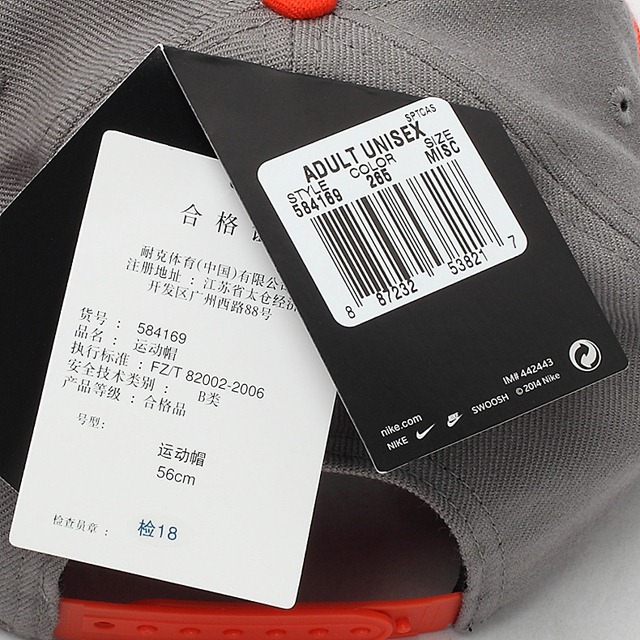 合格
耐克体育(中国)有限公
注册地址：江苏省太仓经济
开发区广州西路88号
货号： 584169
品名： 运动帽
执行标准：FZ/T 82002-2006
安全技术类别： B类
产品等级：合格品
号型：
运动帽
56cm
检查员章： 检18
SPTCAS
ADULT UNISEX
STYLE COLOR SIZE
584169 265 MISC
8 87232 53821 7
IM# 442443
nike.com
NIKE SWOOSH © 2014 Nike